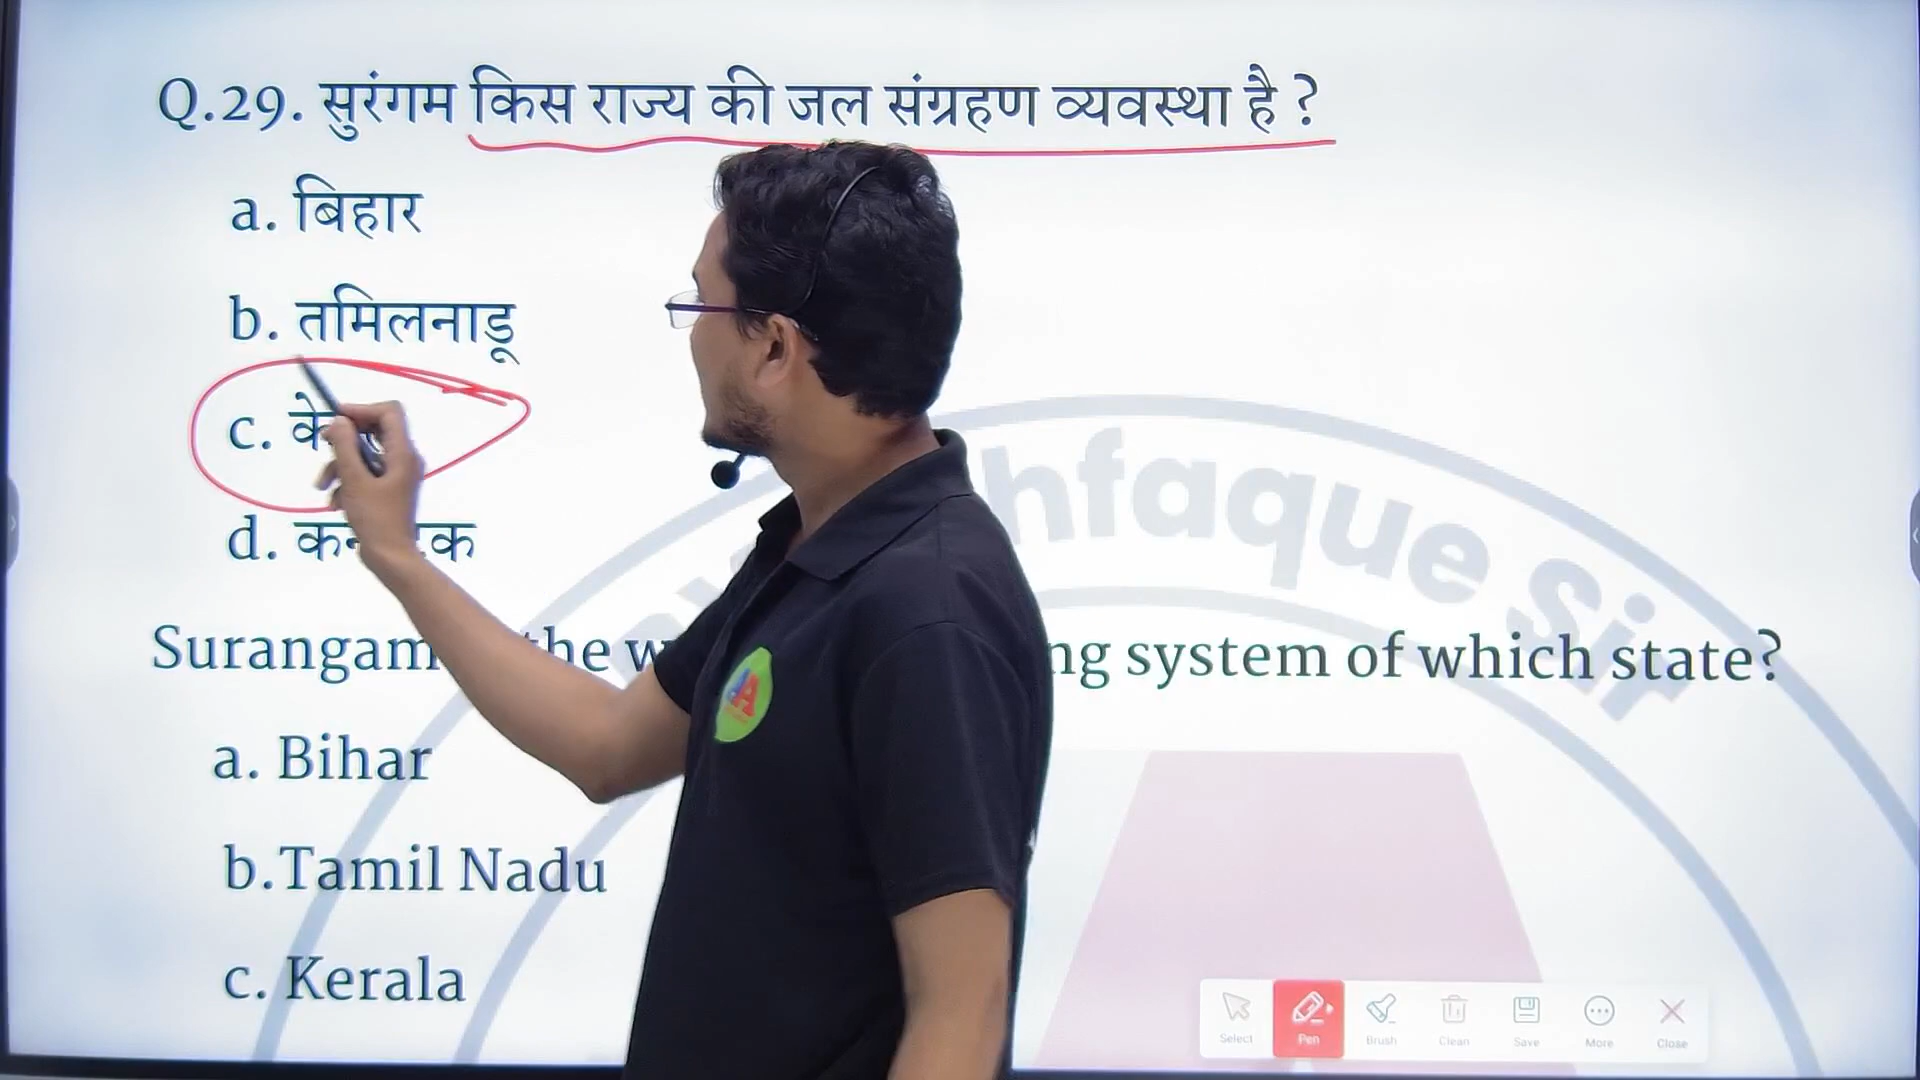 Q.29. सुरंगम किस राज्य की जल संग्रहण व्यवस्था है ?
a. बिहार
b. तमिलनाडू
c.
d.
Surangam the system of which state?
a. Bihar
b.Tamil Nadu
c. Kerala
Sir
Select
Pen
Brush
Clean
Save
More
Close